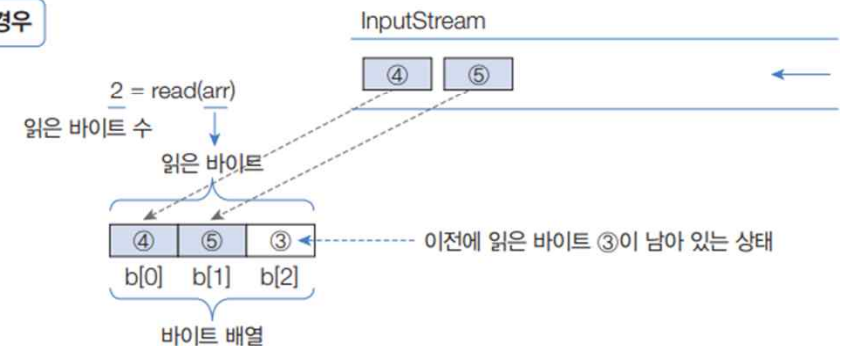 경우
InputStream
④ ⑤
2 = read(arr)
읽은 바이트 수
읽은 바이트
④ ⑤ ③
이전에 읽은 바이트 ③이 남아 있는 상태
b[0] b[1] b[2]
바이트 배열